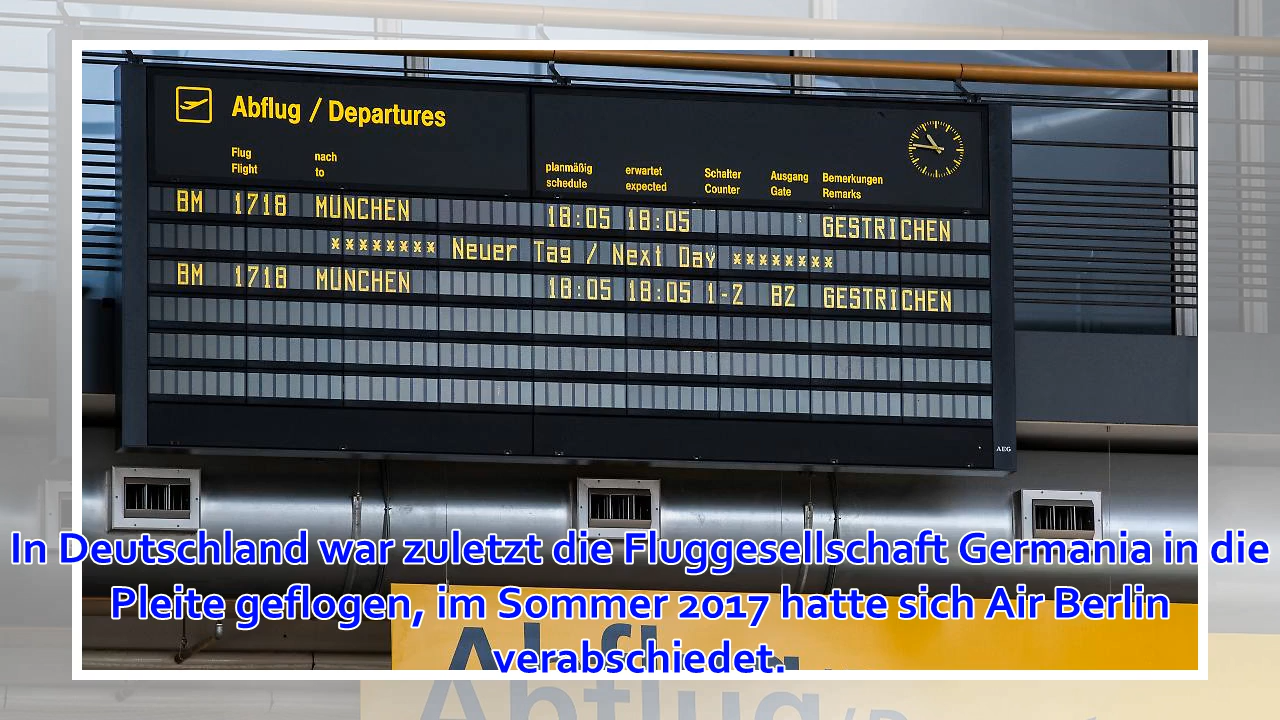 Abflug / Departures
Flug nach planmäßig erwartet Schalter Ausgang Bemerkungen
Flight to schedule expected Counter Gate Remarks
BM 1718 MÜNCHEN 18:05 18:05 GESTRICHEN
******** Neuer Tag / Next Day ********
BM 1718 MÜNCHEN 18:05 18:05 1-2 B2 GESTRICHEN
AEG
In Deutschland war zuletzt die Fluggesellschaft Germania in die
Pleite geflogen, im Sommer 2017 hatte sich Air Berlin
verabschiedet.
Abflug